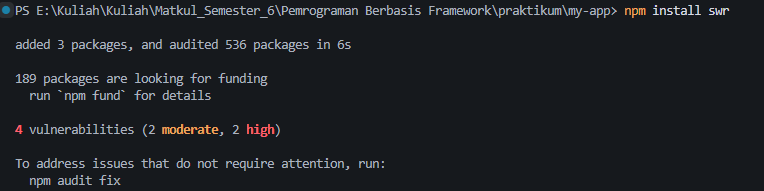 PS E:\Kuliah\Kuliah\Matkul_Semester_6\Pemrograman Berbasis Framework\praktikum\my-app> npm install swr
added 3 packages, and audited 536 packages in 6s
189 packages are looking for funding
  run `npm fund` for details
4 vulnerabilities (2 moderate, 2 high)
To address issues that do not require attention, run:
  npm audit fix